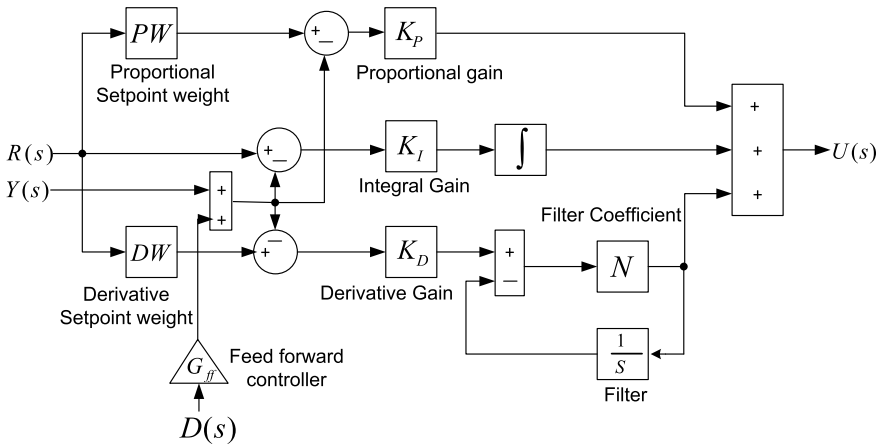 PW
+ −
K_P
Proportional
Setpoint weight
Proportional gain
+
R(s)
+ −
K_I
∫
+
U(s)
Y(s)
+
+
Integral Gain
Filter Coefficient
+
DW
+ −
K_D
+
−
N
Derivative
Setpoint weight
Derivative Gain
1
S
G_ff
Feed forward
controller
Filter
D(s)